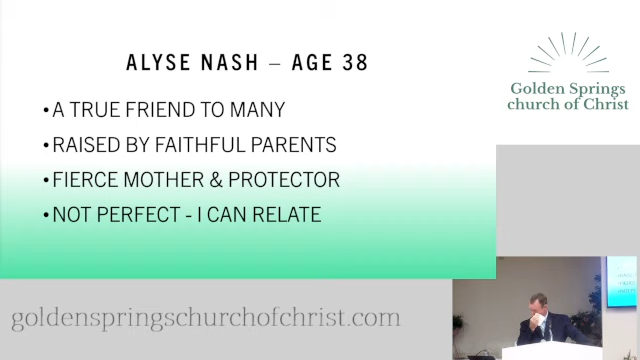 ALYSE NASH – AGE 38
•A TRUE FRIEND TO MANY
•RAISED BY FAITHFUL PARENTS
•FIERCE MOTHER & PROTECTOR
•NOT PERFECT - I CAN RELATE
Golden Springs
church of Christ
goldenspringschurchofchrist.com